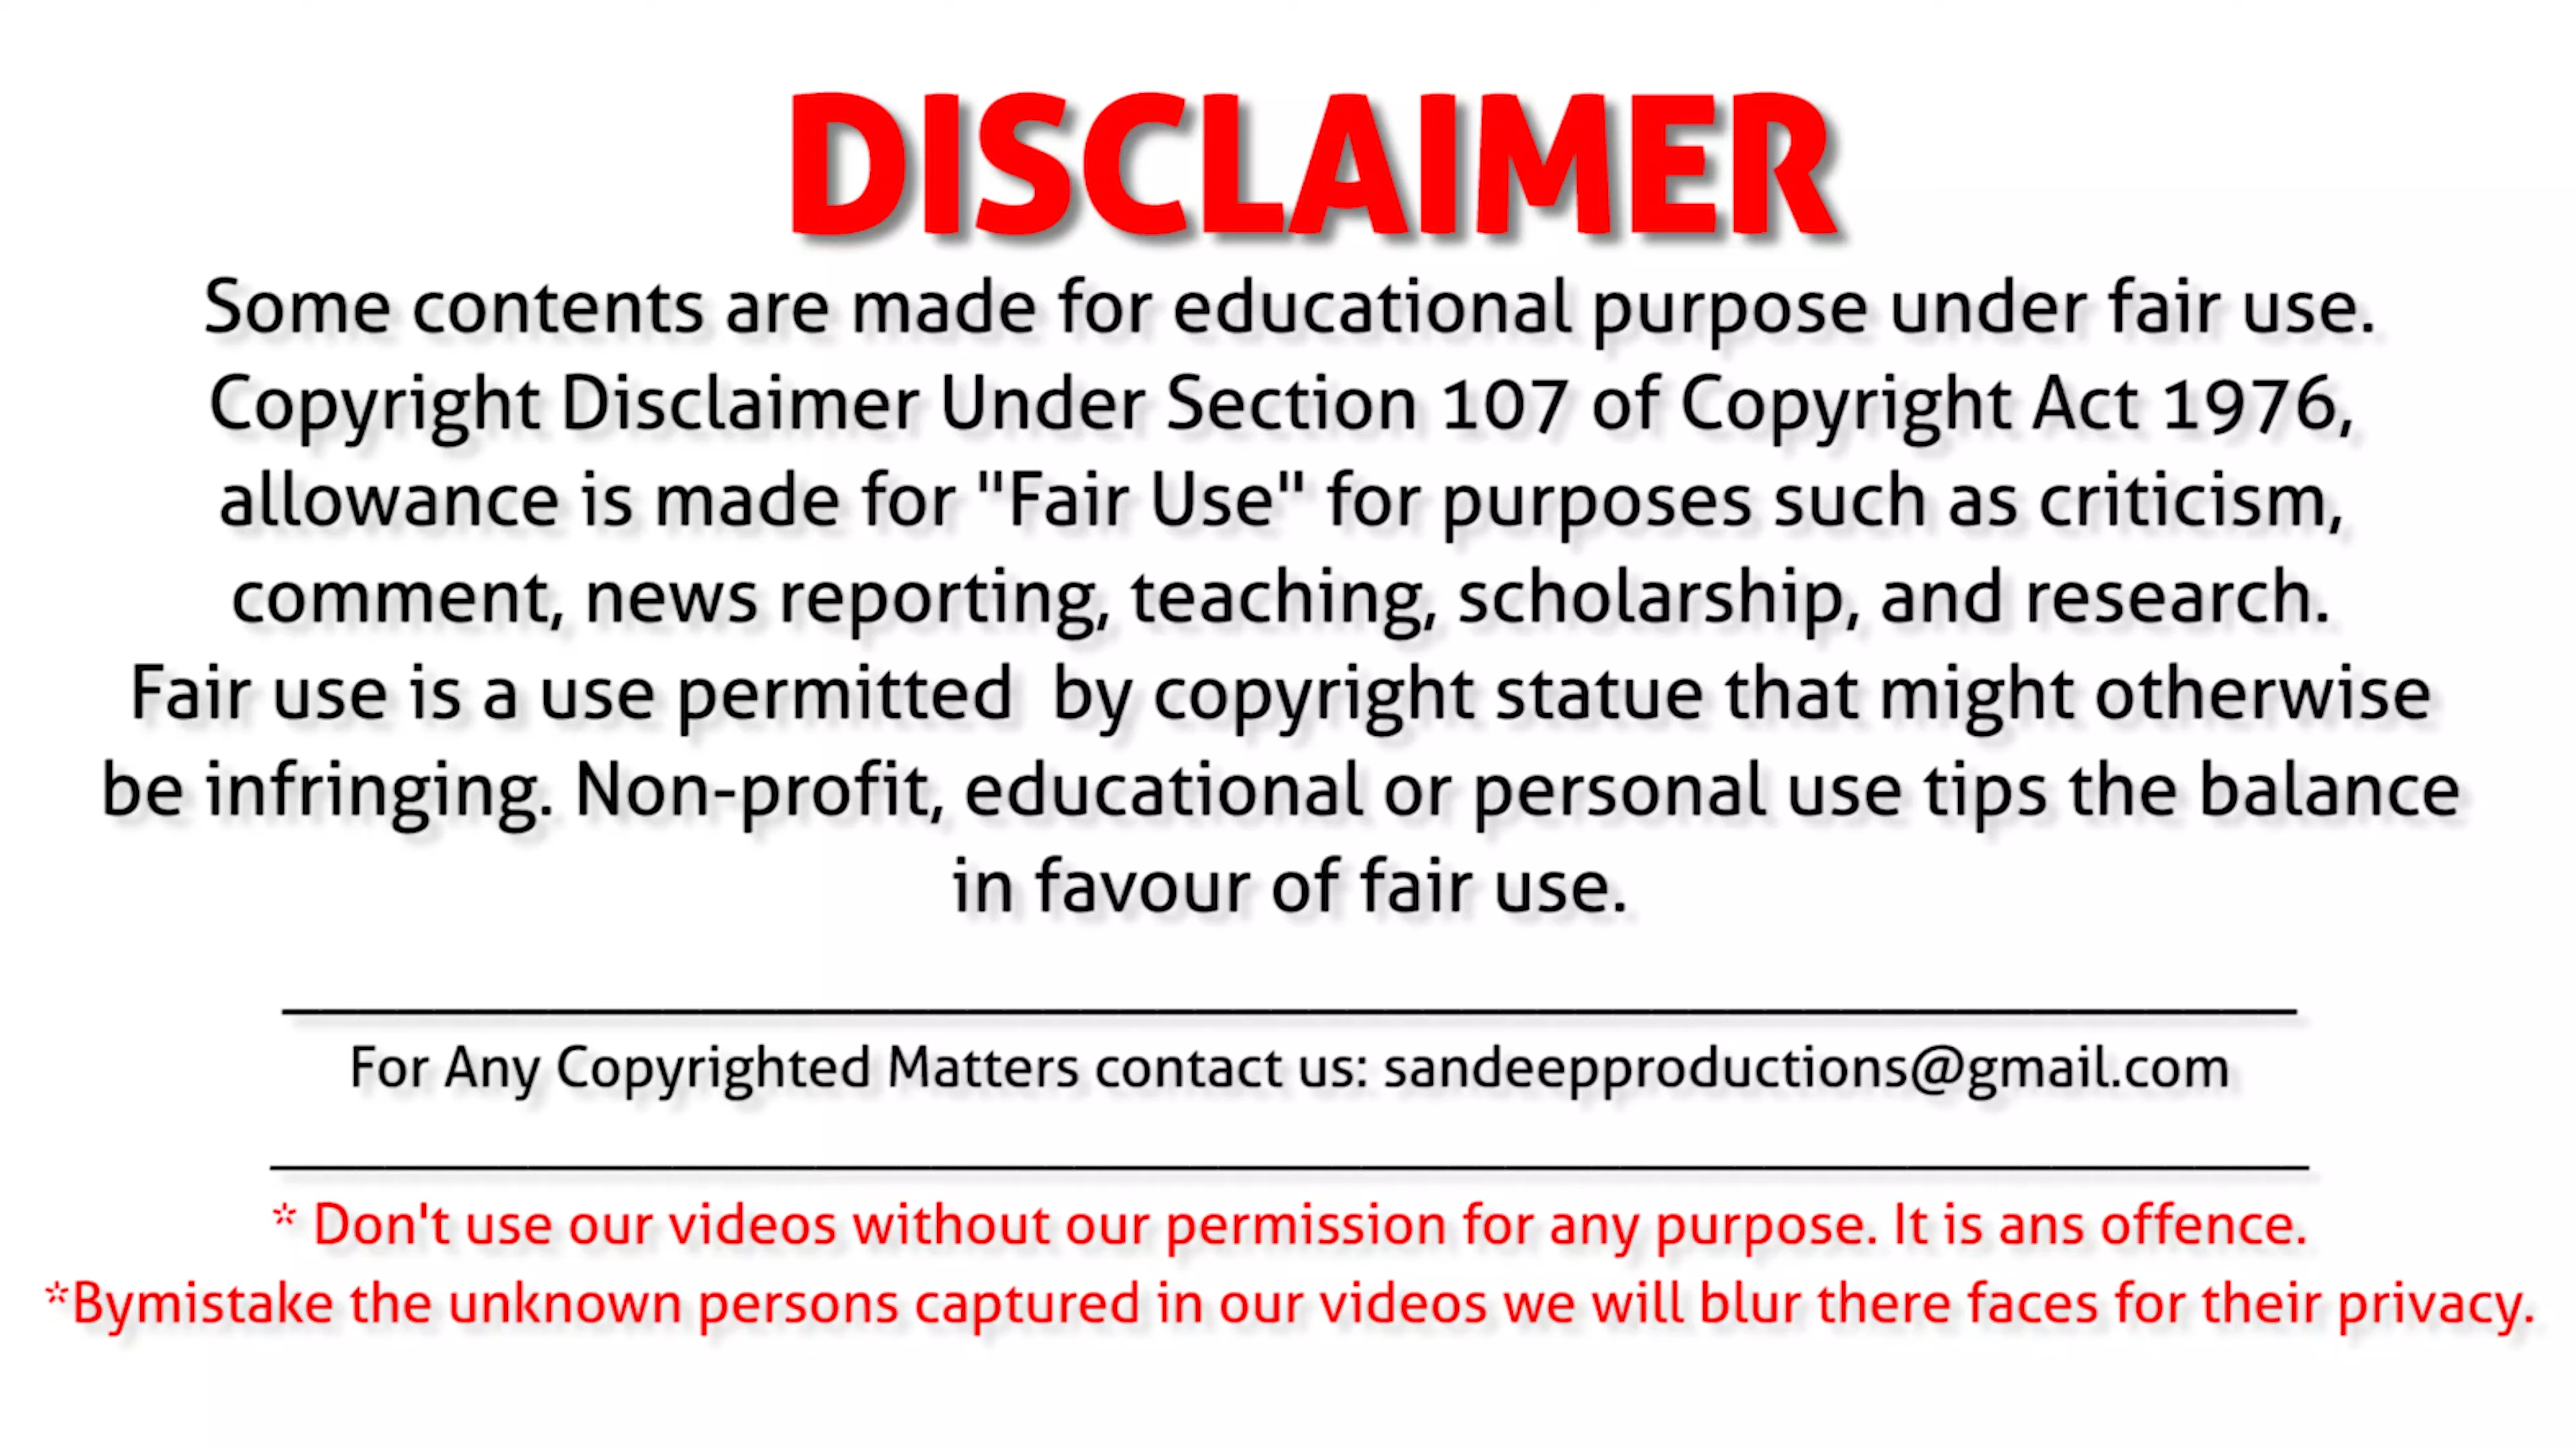 DISCLAIMER
Some contents are made for educational purpose under fair use.
Copyright Disclaimer Under Section 107 of Copyright Act 1976,
allowance is made for "Fair Use" for purposes such as criticism,
comment, news reporting, teaching, scholarship, and research.
Fair use is a use permitted  by copyright statue that might otherwise
be infringing. Non-profit, educational or personal use tips the balance
in favour of fair use.
For Any Copyrighted Matters contact us: sandeepproductions@gmail.com
* Don't use our videos without our permission for any purpose. It is ans offence.
*Bymistake the unknown persons captured in our videos we will blur there faces for their privacy.